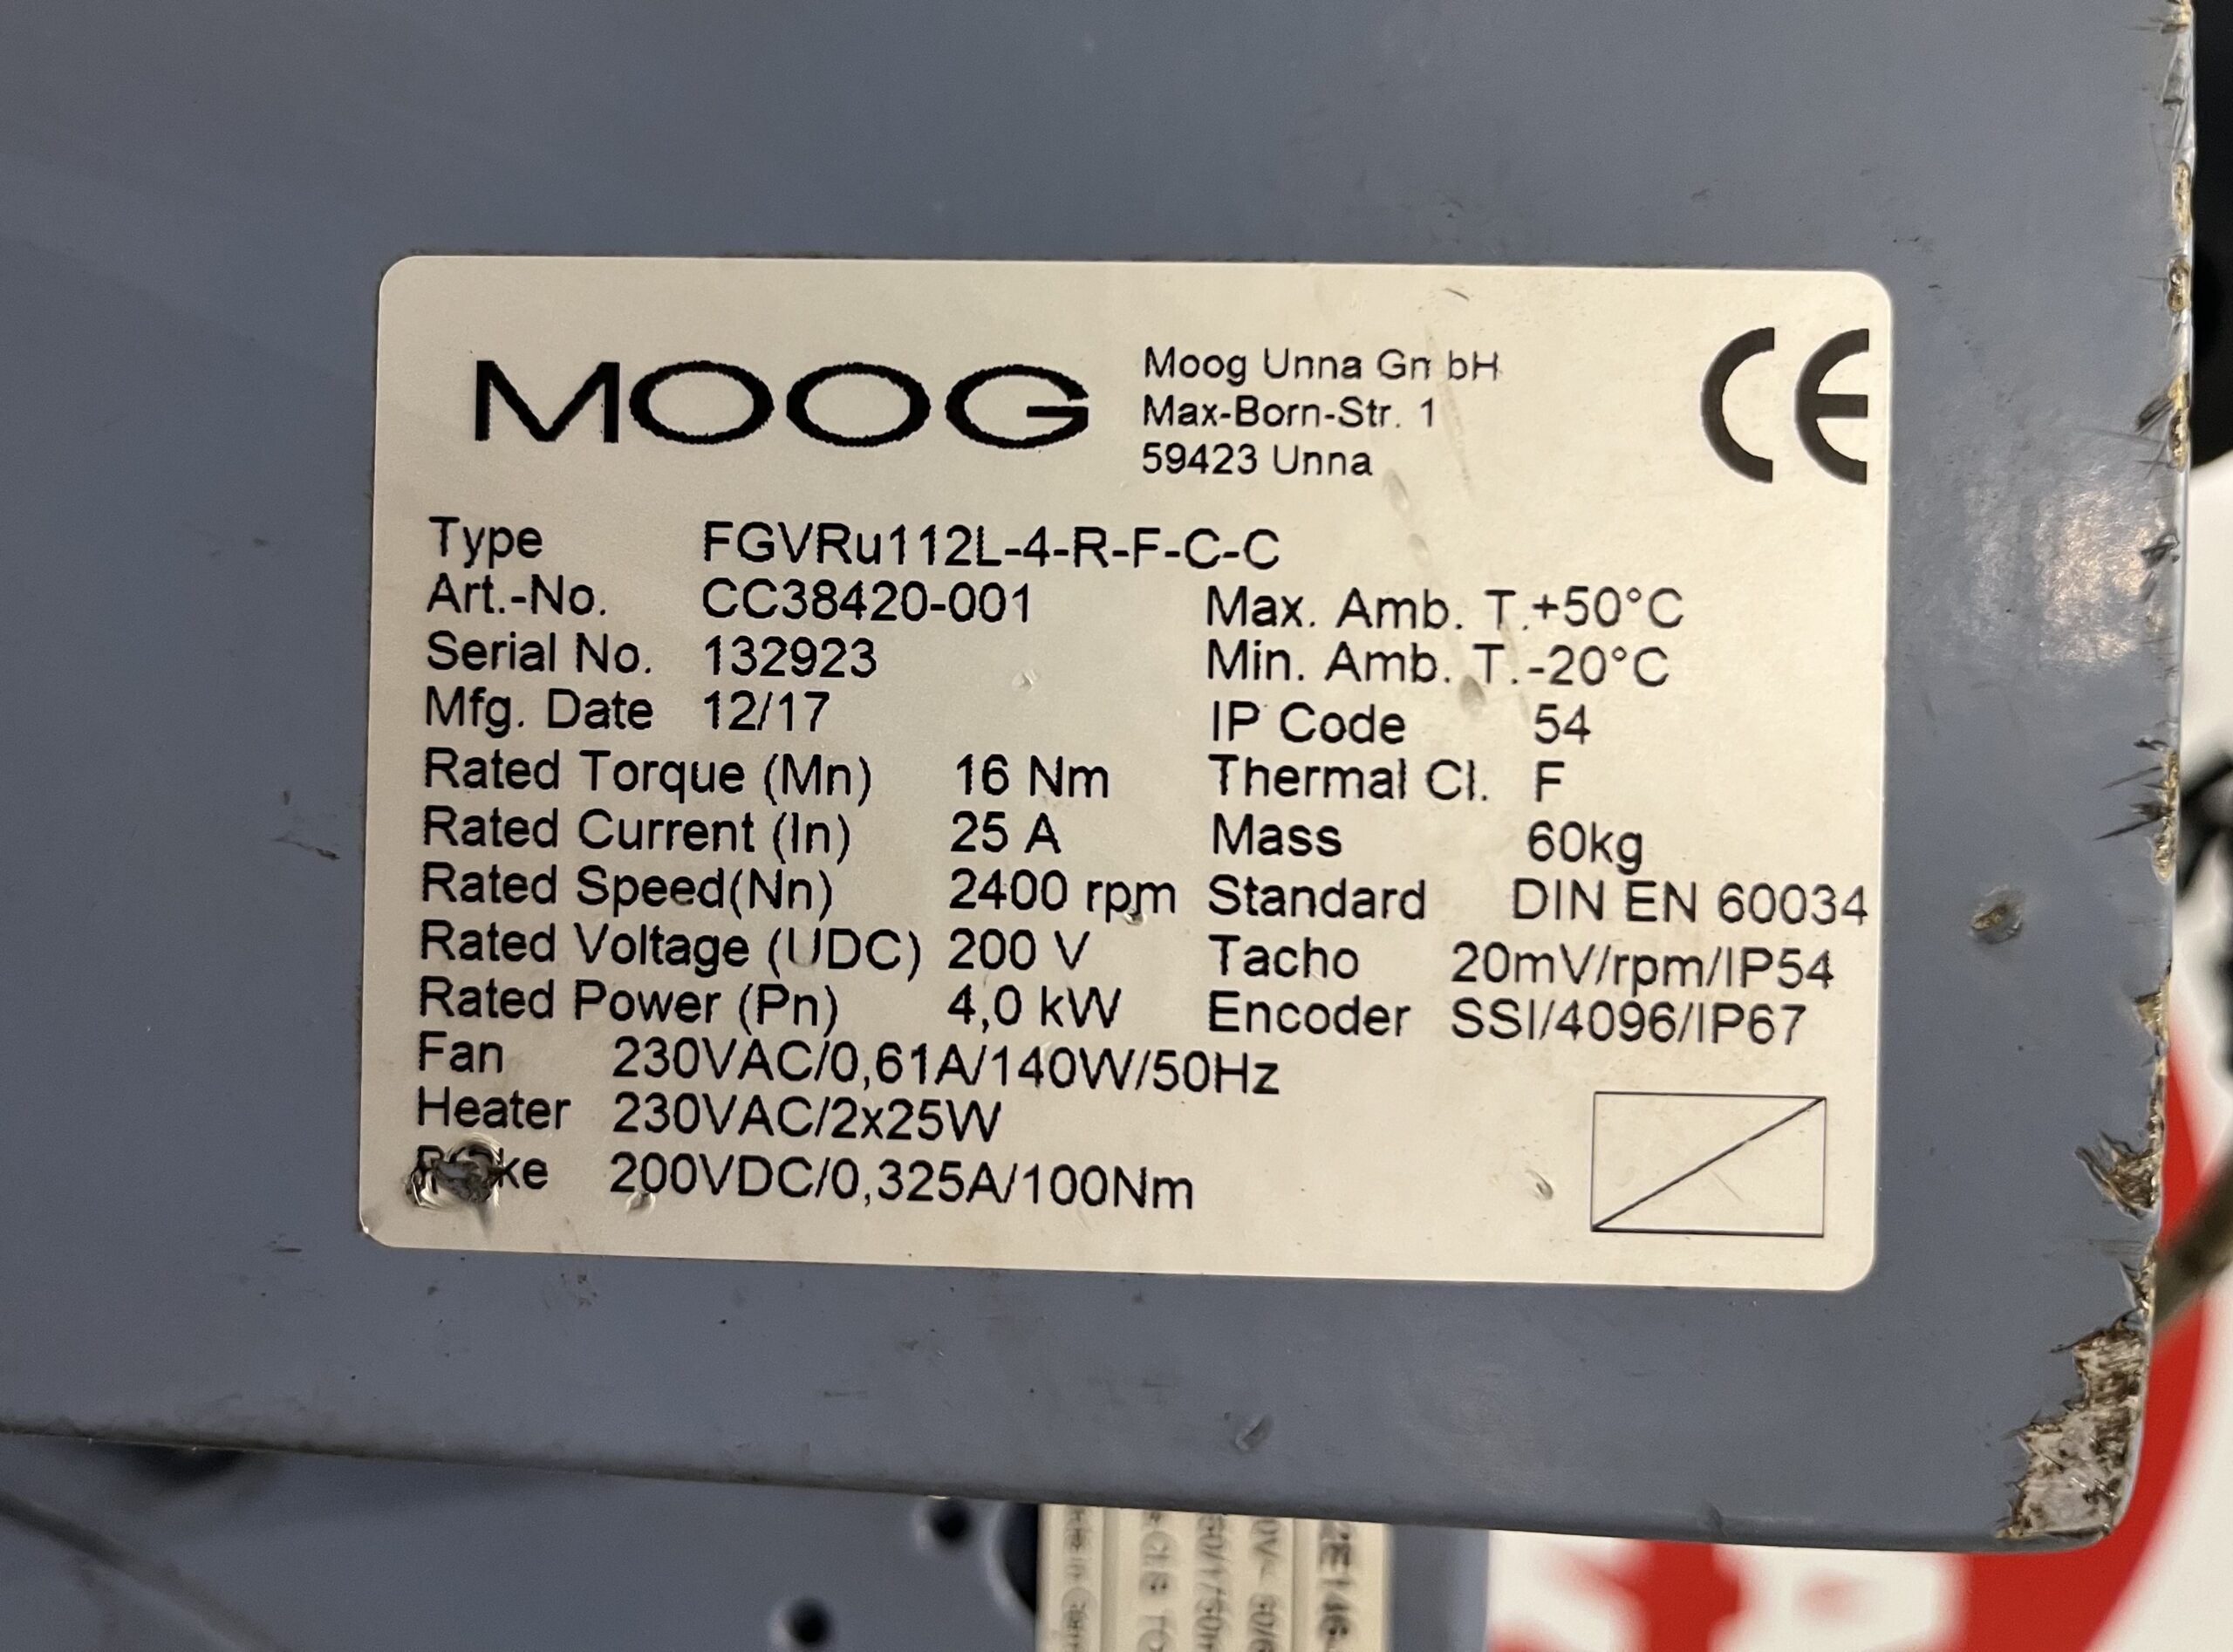 MOOG
Moog Unna GmbH
Max-Born-Str. 1
59423 Unna
CE
Type FGVRu112L-4-R-F-C-C
Art.-No. CC38420-001
Serial No. 132923
Mfg. Date 12/17
Rated Torque (Mn) 16 Nm
Rated Current (In) 25 A
Rated Speed(Nn) 2400 rpm
Rated Voltage (UDC) 200 V
Rated Power (Pn) 4,0 kW
Fan 230VAC/0,61A/140W/50Hz
Heater 230VAC/2x25W
Brake 200VDC/0,325A/100Nm
Max. Amb. T.+50°C
Min. Amb. T.-20°C
IP Code 54
Thermal Cl. F
Mass 60kg
Standard DIN EN 60034
Tacho 20mV/rpm/IP54
Encoder SSI/4096/IP67